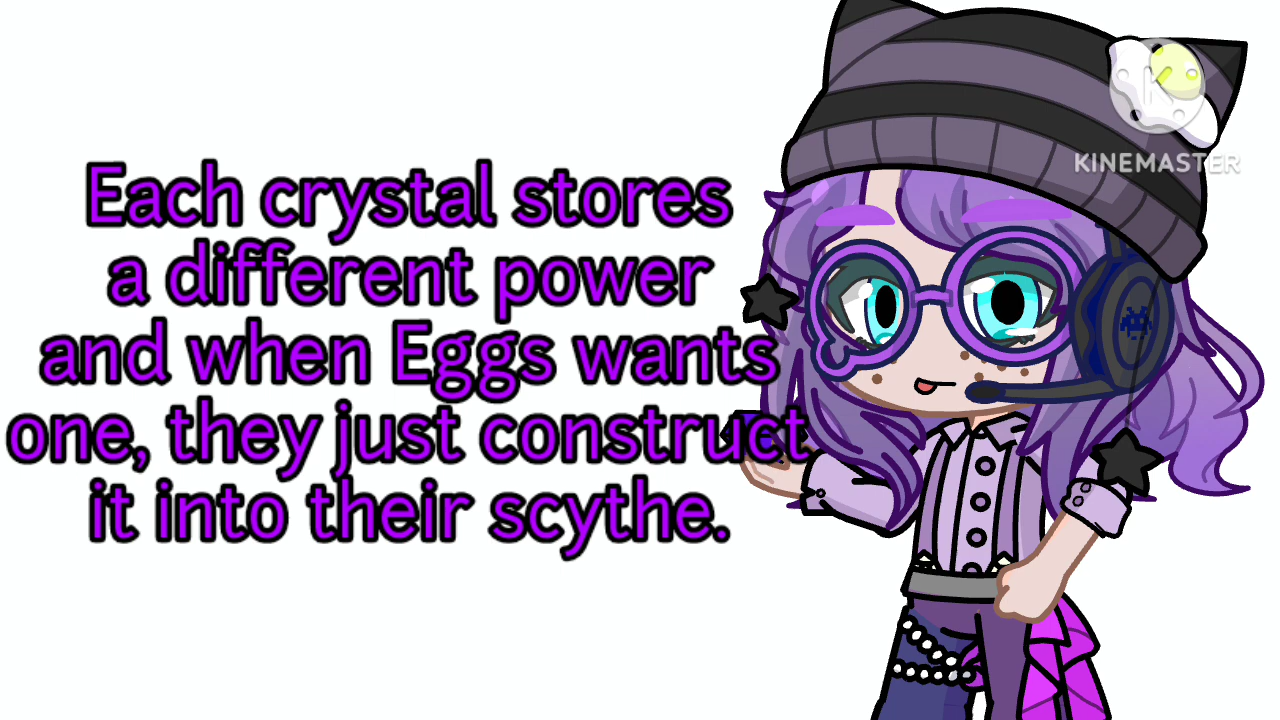 Each crystal stores
a different power
and when Eggs wants
one, they just construct
it into their scythe.
KINEMASTER